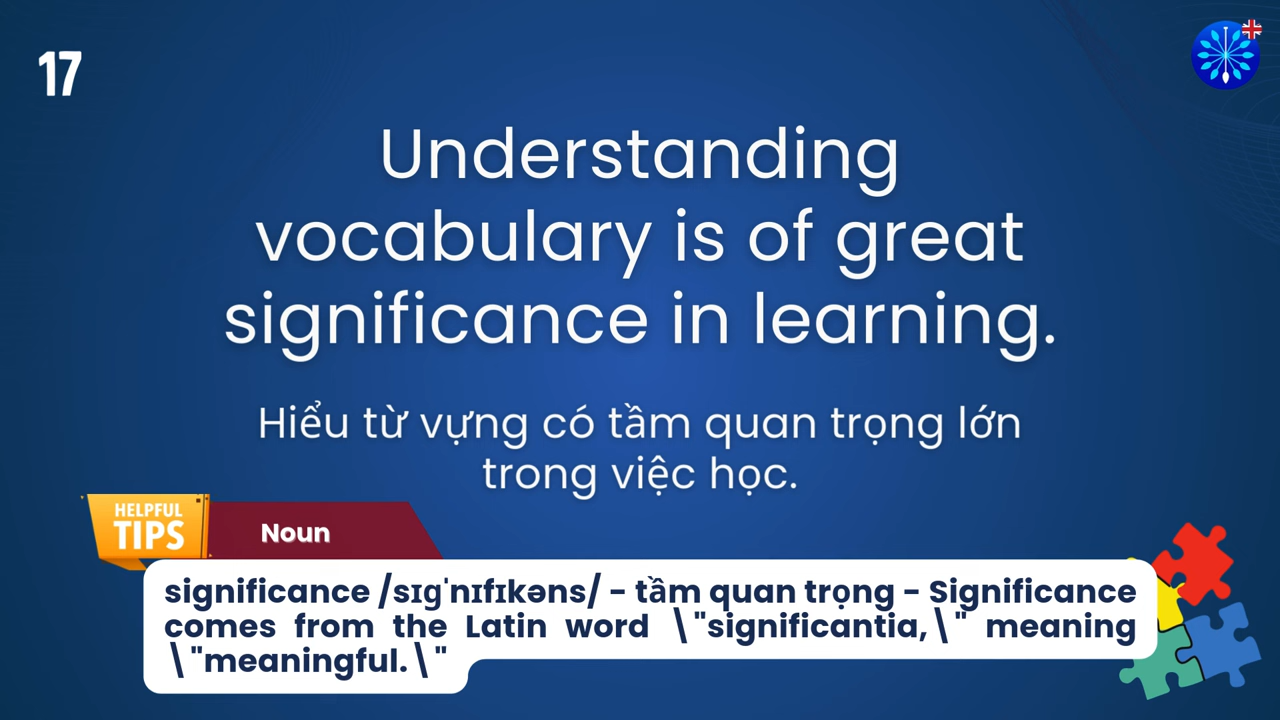 17
Understanding
vocabulary is of great
significance in learning.
Hiểu từ vựng có tầm quan trọng lớn
trong việc học.
HELPFUL
TIPS
Noun
significance /sɪɡˈnɪfɪkəns/ - tầm quan trọng - Significance
comes from the Latin word \"significantia,\" meaning
\"meaningful.\"